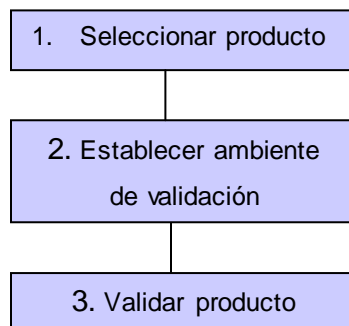 1. Seleccionar producto
2. Establecer ambiente
de validación
3. Validar producto